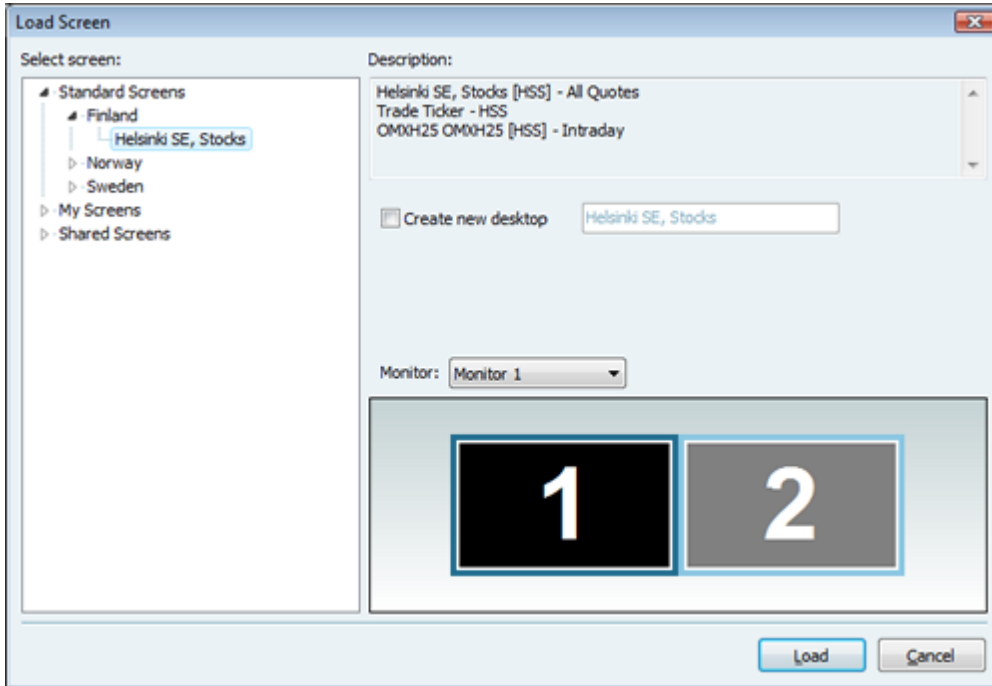 Load Screen
Select screen:
Standard Screens
Finland
Helsinki SE, Stocks
Norway
Sweden
My Screens
Shared Screens
Description:
Helsinki SE, Stocks [HSS] - All Quotes
Trade Ticker - HSS
OMXH25 OMXH25 [HSS] - Intraday
Create new desktop
Helsinki SE, Stocks
Monitor: Monitor 1
1 2
Load Cancel